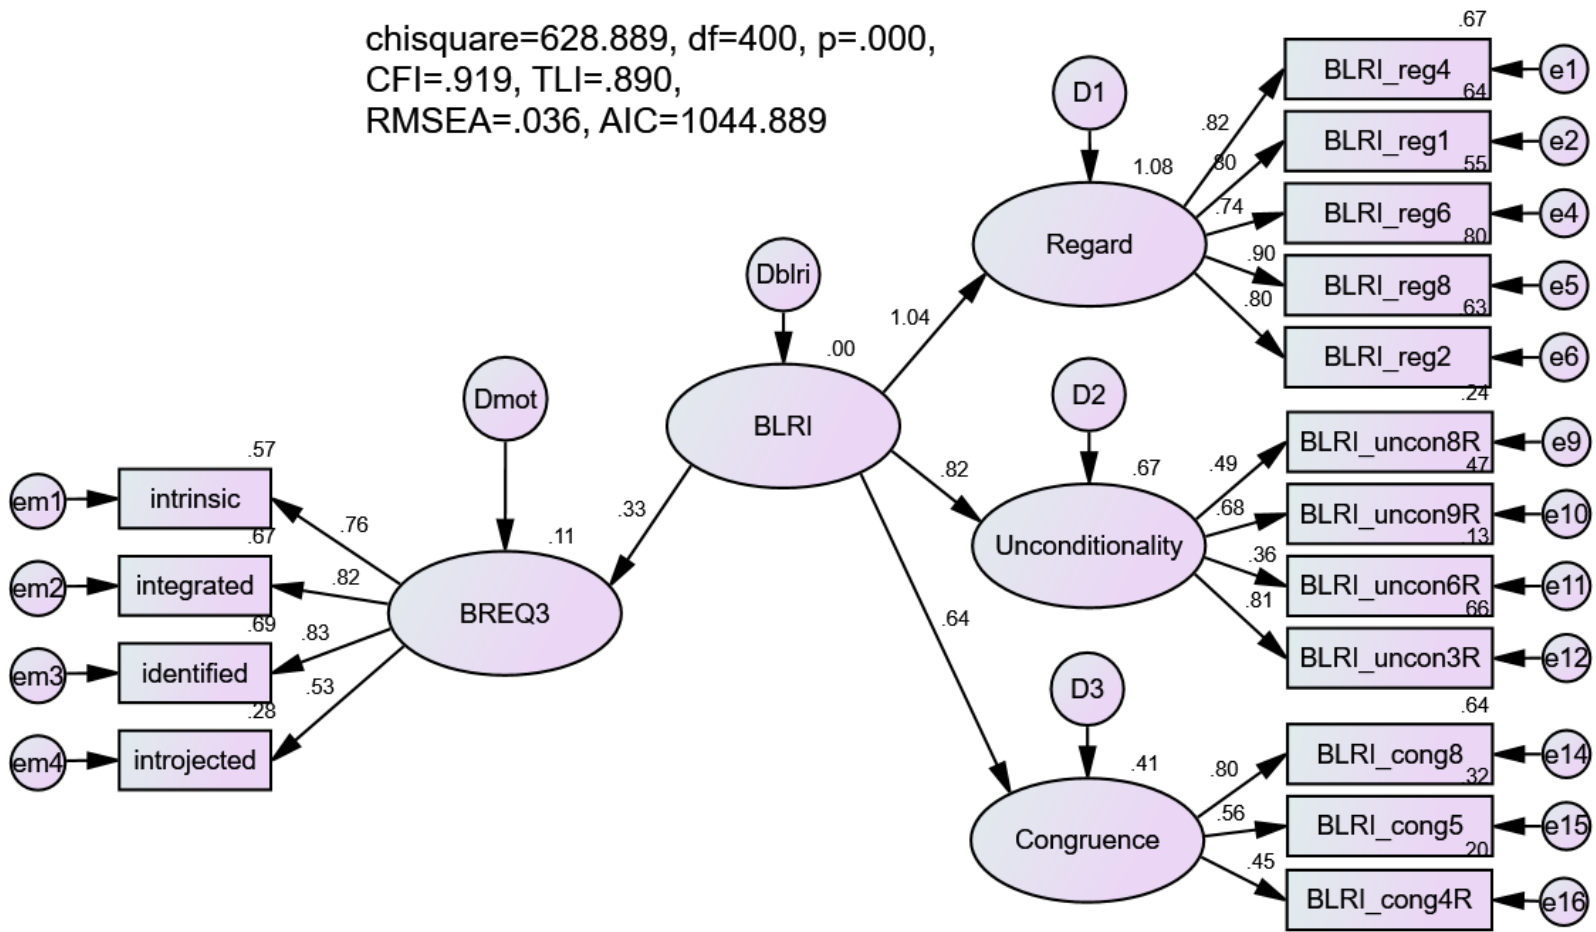 chisquare=628.889, df=400, p=.000,
CFI=.919, TLI=.890,
RMSEA=.036, AIC=1044.889
D1
1.08
Regard
.82
.80
.74
.90
.80
.67
BLRI_reg4
e1
.64
BLRI_reg1
e2
.55
BLRI_reg6
e4
.80
BLRI_reg8
e5
.63
BLRI_reg2
e6
Dblri
.00
BLRI
1.04
.82
.64
.33
D2
.67
Unconditionality
.49
.68
.36
.81
.24
BLRI_uncon8R
e9
.47
BLRI_uncon9R
e10
.13
BLRI_uncon6R
e11
.66
BLRI_uncon3R
e12
Dmot
.11
BREQ3
.76
.82
.83
.53
.57
em1
intrinsic
.67
em2
integrated
.69
em3
identified
.28
em4
introjected
D3
.41
Congruence
.80
.56
.45
.64
BLRI_cong8
e14
.32
BLRI_cong5
e15
.20
BLRI_cong4R
e16